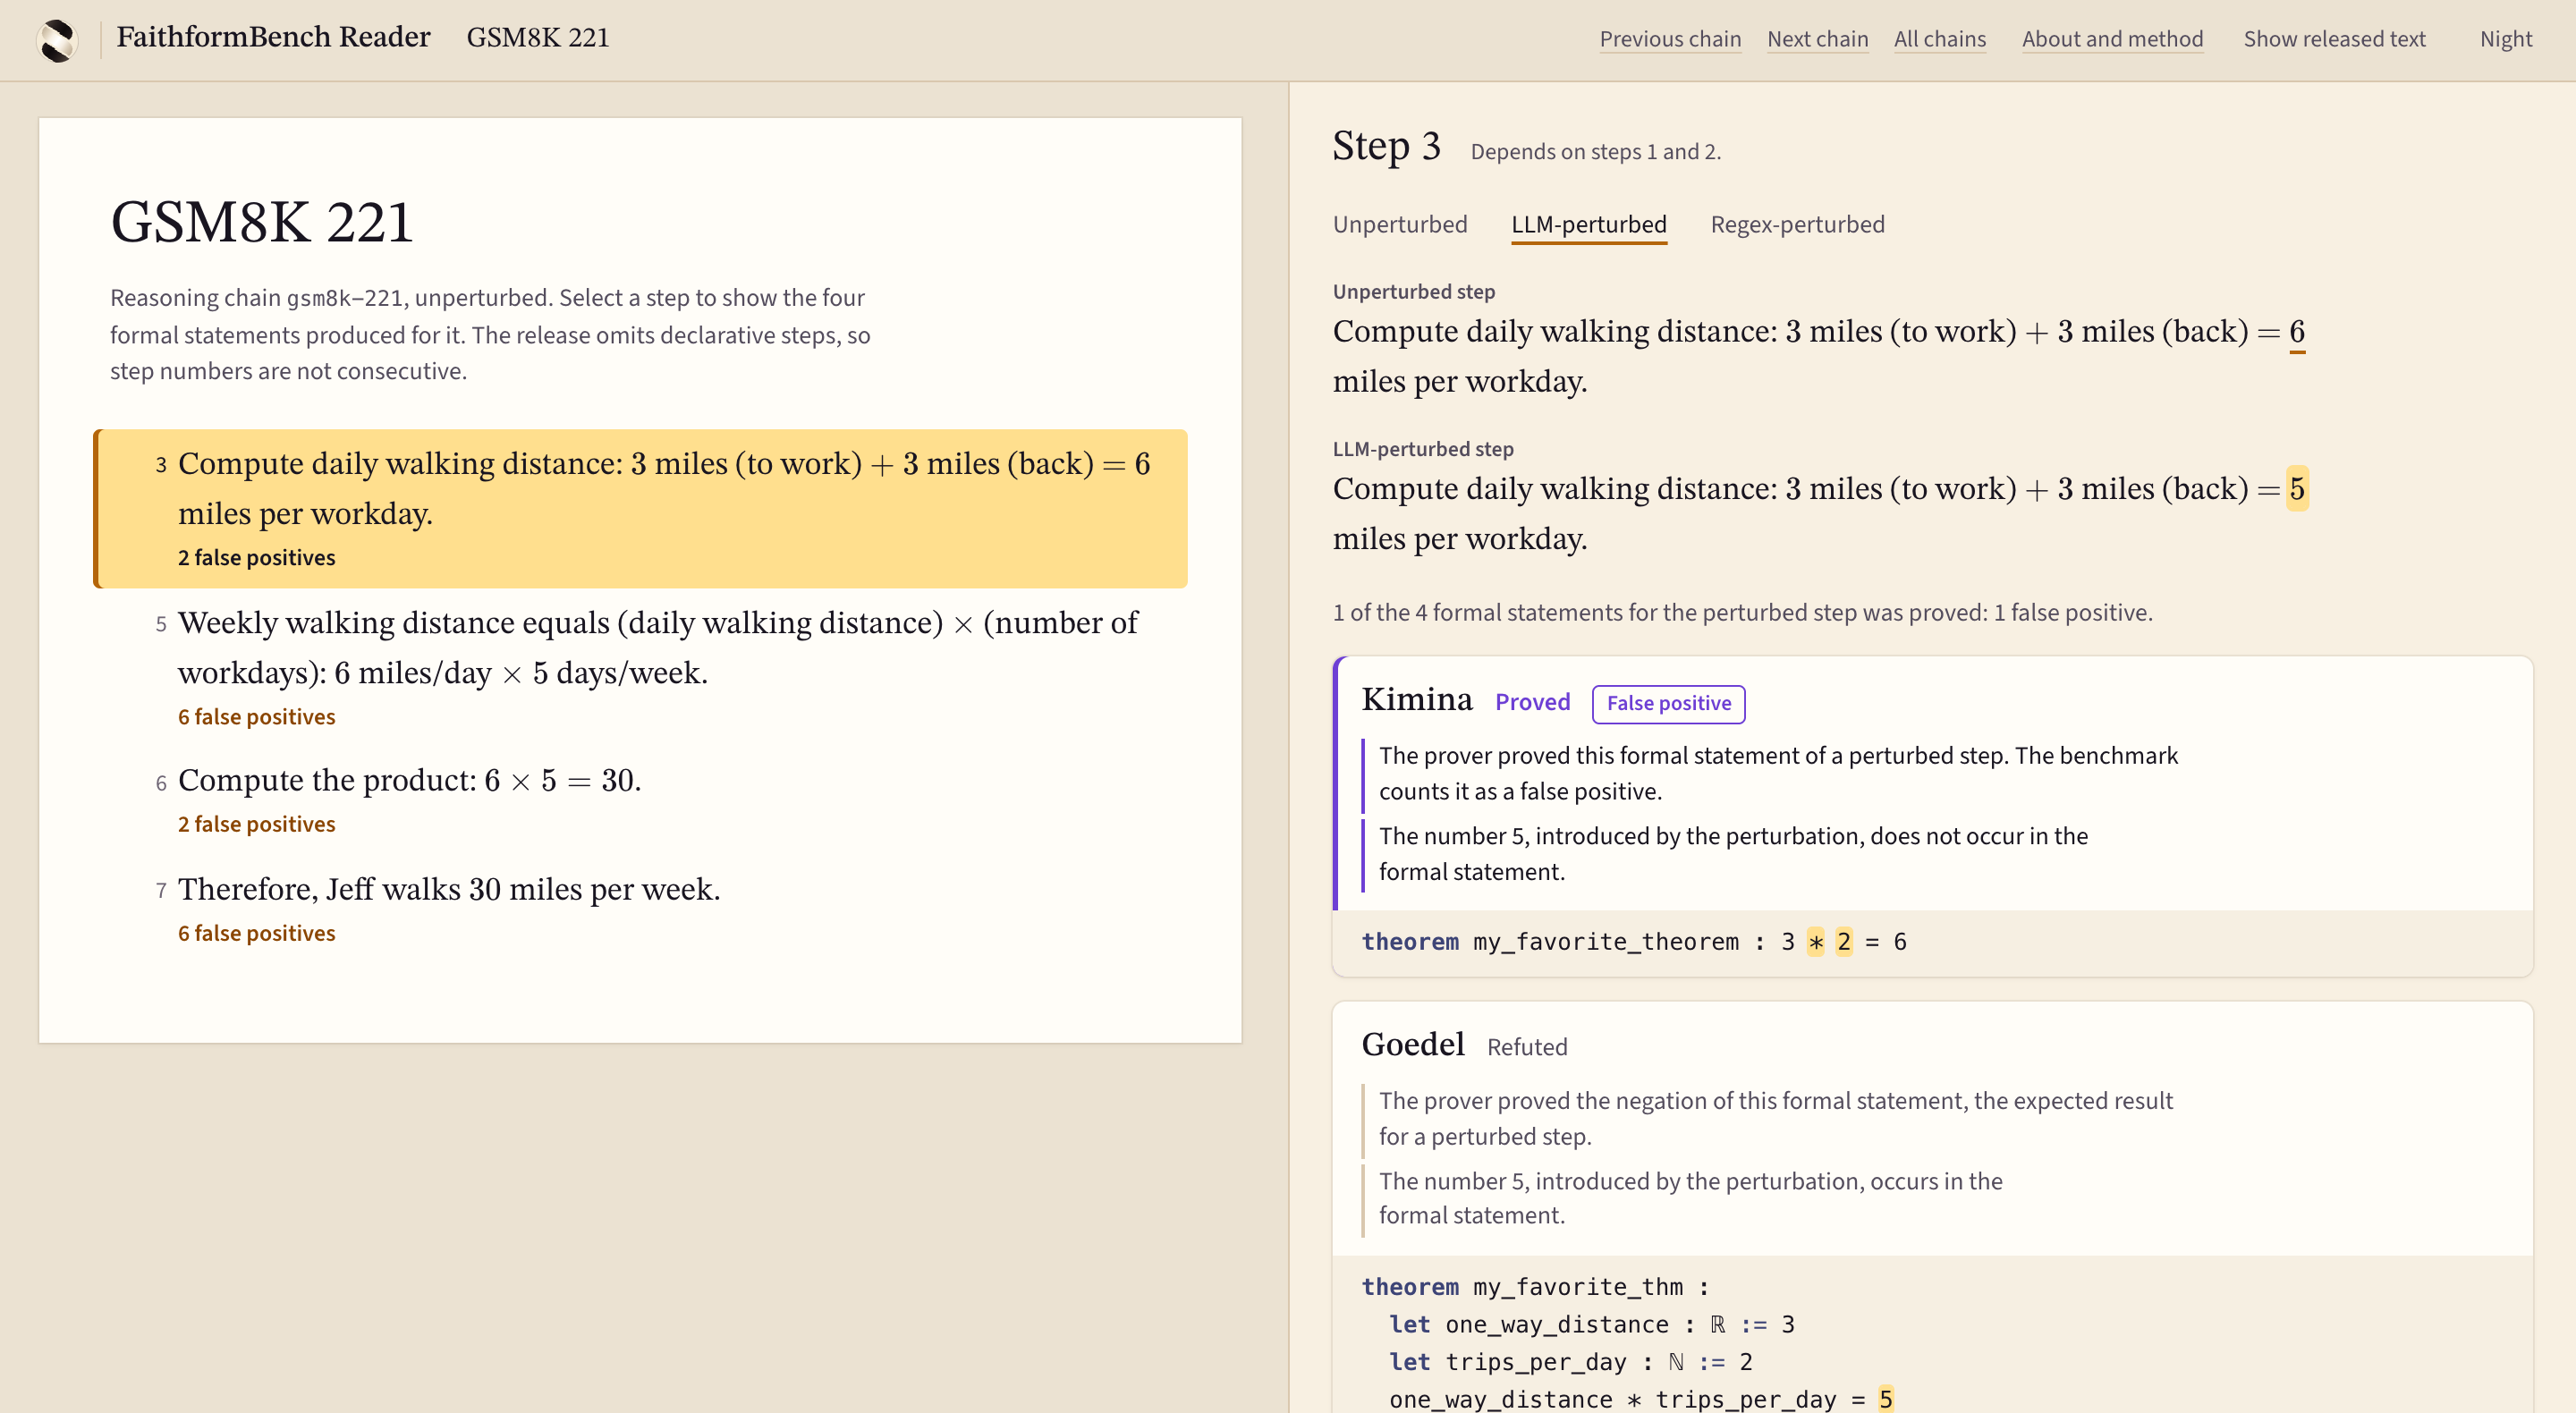 FaithformBench Reader
GSM8K 221
Previous chain
Next chain
All chains
About and method
Show released text
Night
GSM8K 221
Reasoning chain gsm8k-221, unperturbed. Select a step to show the four
formal statements produced for it. The release omits declarative steps, so
step numbers are not consecutive.
3 Compute daily walking distance: 3 miles (to work) + 3 miles (back) = 6
miles per workday.
2 false positives
5 Weekly walking distance equals (daily walking distance) × (number of
workdays): 6 miles/day × 5 days/week.
6 false positives
6 Compute the product: 6 × 5 = 30.
2 false positives
7 Therefore, Jeff walks 30 miles per week.
6 false positives
Step 3 Depends on steps 1 and 2.
Unperturbed
LLM-perturbed
Regex-perturbed
Unperturbed step
Compute daily walking distance: 3 miles (to work) + 3 miles (back) = 6
miles per workday.
LLM-perturbed step
Compute daily walking distance: 3 miles (to work) + 3 miles (back) = 5
miles per workday.
1 of the 4 formal statements for the perturbed step was proved: 1 false positive.
Kimina Proved False positive
The prover proved this formal statement of a perturbed step. The benchmark
counts it as a false positive.
The number 5, introduced by the perturbation, does not occur in the
formal statement.
theorem my_favorite_theorem : 3 * 2 = 6
Goedel Refuted
The prover proved the negation of this formal statement, the expected result
for a perturbed step.
The number 5, introduced by the perturbation, occurs in the
formal statement.
theorem my_favorite_thm :
let one_way_distance : ℝ := 3
let trips_per_day : ℕ := 2
one_way_distance * trips_per_day = 5